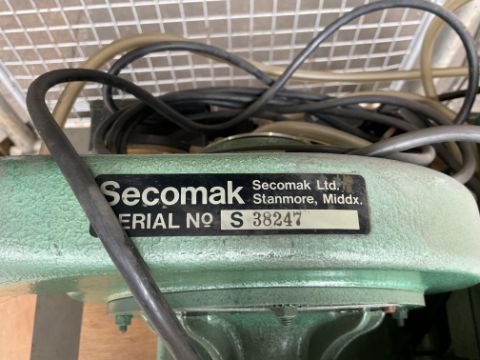 Secomak Secomak Ltd.
Stanmore, Middx.
ERIAL NO S 38247